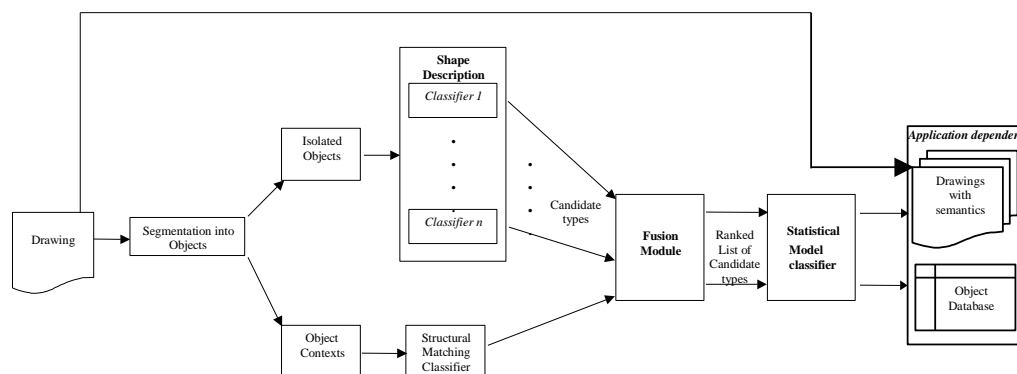 Drawing
Segmentation into
Objects
Isolated
Objects
Object
Contexts
Shape
Description
Classifier 1
Classifier n
Structural
Matching
Classifier
Candidate
types
Fusion
Module
Ranked
List of
Candidate
types
Statistical
Model
classifier
Application dependen
Drawings
with
semantics
Object
Database